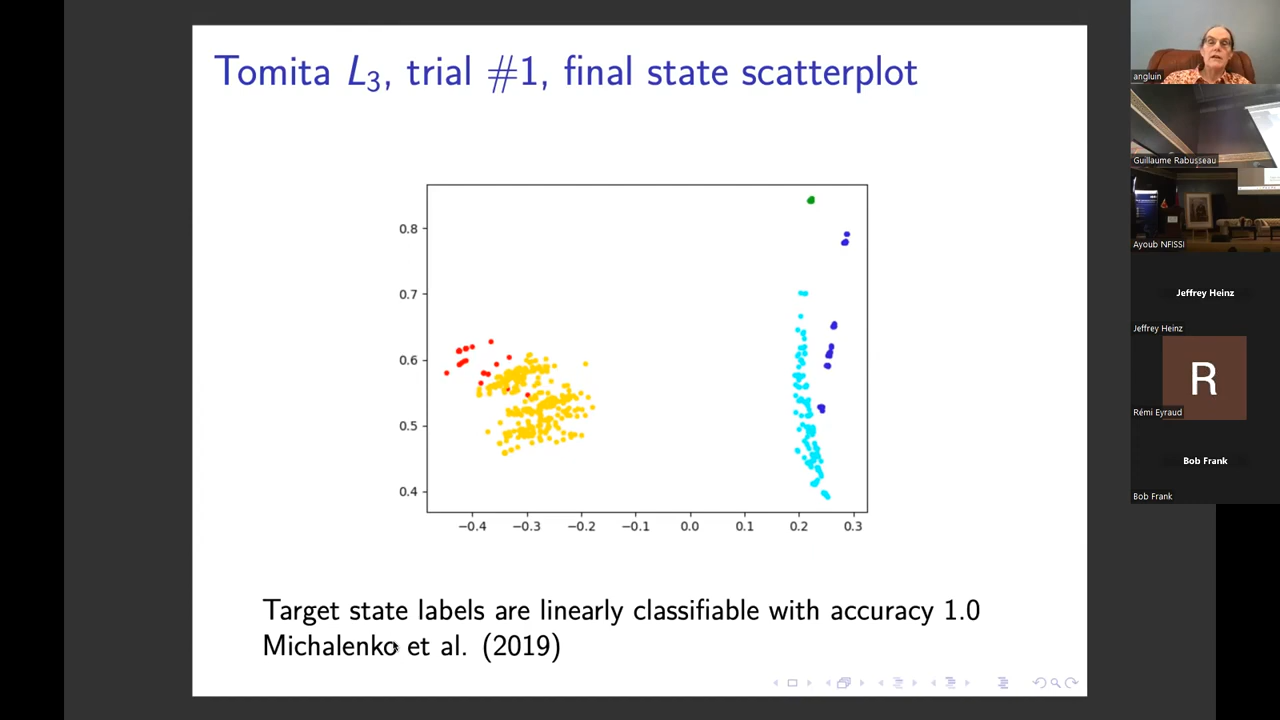 Tomita L3, trial #1, final state scatterplot
0.8
0.7
0.6
0.5
0.4
−0.4
−0.3
−0.2
−0.1
0.0
0.1
0.2
0.3
Target state labels are linearly classifiable with accuracy 1.0
Michalenko et al. (2019)
angluin
Guillaume Rabusseau
Ayoub NFISSI
Jeffrey Heinz
Jeffrey Heinz
R
Rémi Eyraud
Bob Frank
Bob Frank